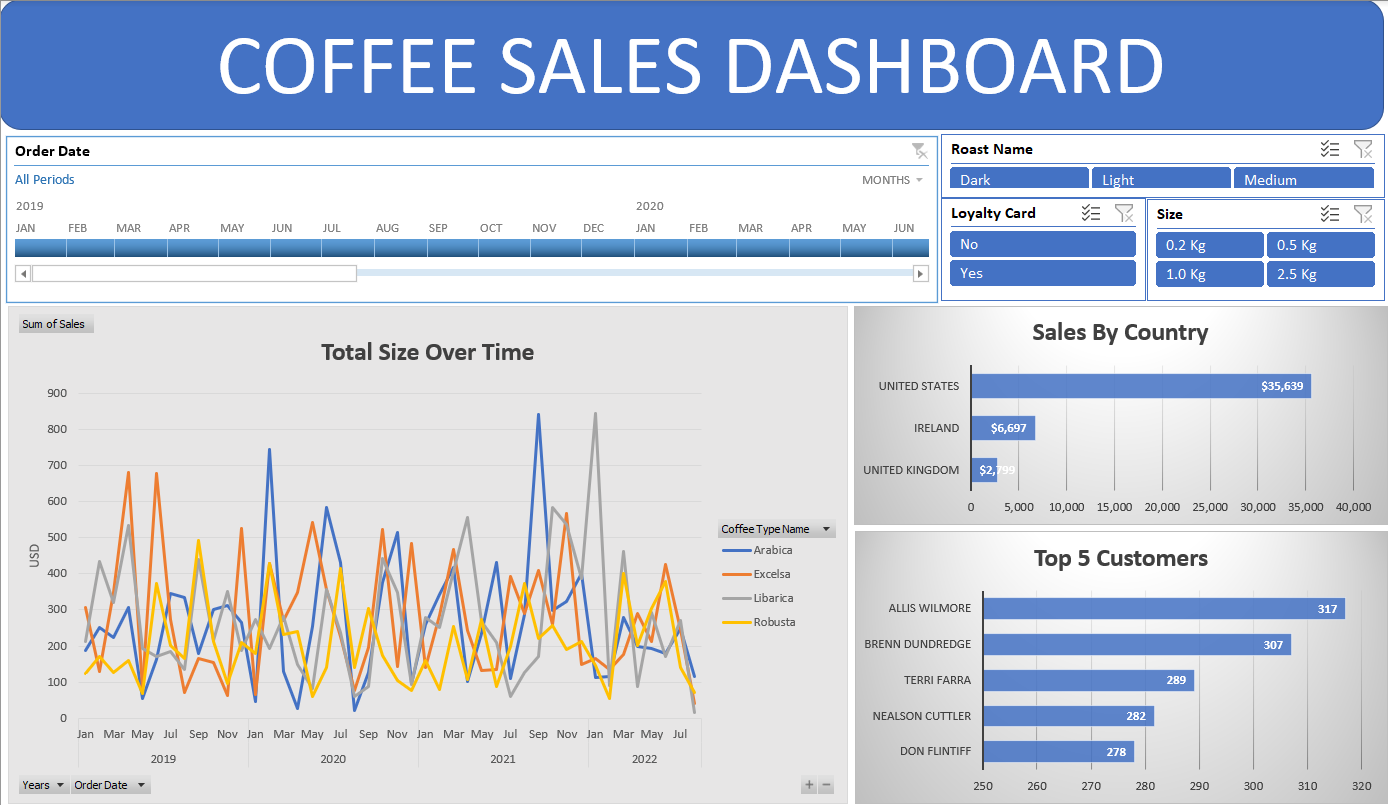 COFFEE SALES DASHBOARD
Order Date
All Periods
MONTHS
2019 2020
JAN FEB MAR APR MAY JUN JUL AUG SEP OCT NOV DEC JAN FEB MAR APR MAY JUN
Roast Name
Dark Light Medium
Loyalty Card
No
Yes
Size
0.2 Kg 0.5 Kg
1.0 Kg 2.5 Kg
Sum of Sales
Total Size Over Time
900
800
700
600
500
400
300
200
100
0
USD
Jan Mar May Jul Sep Nov Jan Mar May Jul Sep Nov Jan Mar May Jul Sep Nov Jan Mar May Jul
2019 2020 2021 2022
Coffee Type Name
Arabica
Excelsa
Libarica
Robusta
Years Order Date
Sales By Country
UNITED STATES $35,639
IRELAND $6,697
UNITED KINGDOM $2,799
0 5,000 10,000 15,000 20,000 25,000 30,000 35,000 40,000
Top 5 Customers
ALLIS WILMORE 317
BRENN DUNDREDGE 307
TERRI FARRA 289
NEALSON CUTTLER 282
DON FLINTIFF 278
250 260 270 280 290 300 310 320